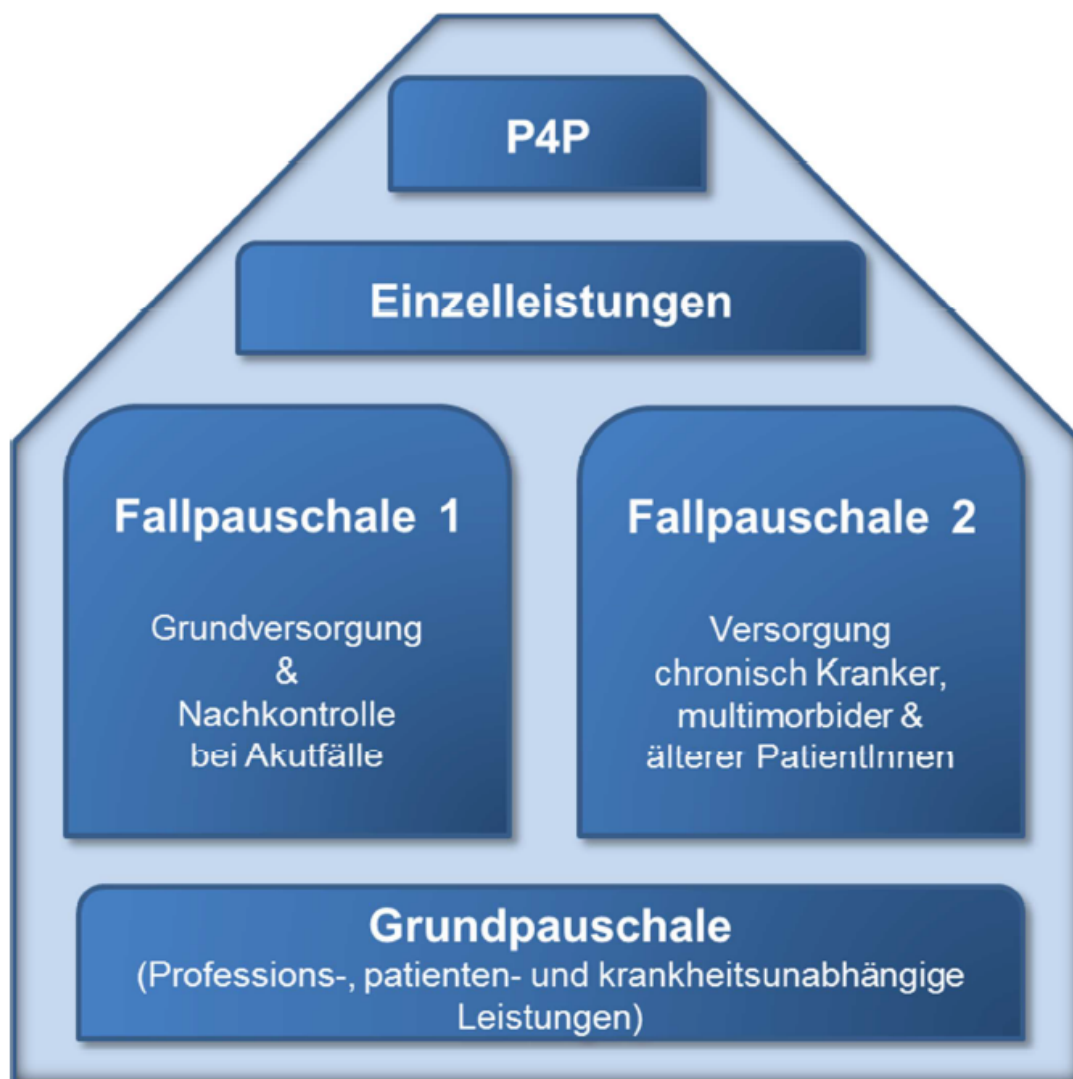 P4P
Einzelleistungen
Fallpauschale 1
Grundversorgung
&
Nachkontrolle
bei Akutfälle
Fallpauschale 2
Versorgung
chronisch Kranker,
multimorbider &
älterer PatientInnen
Grundpauschale
(Professions-, patienten- und krankheitsunabhängige
Leistungen)